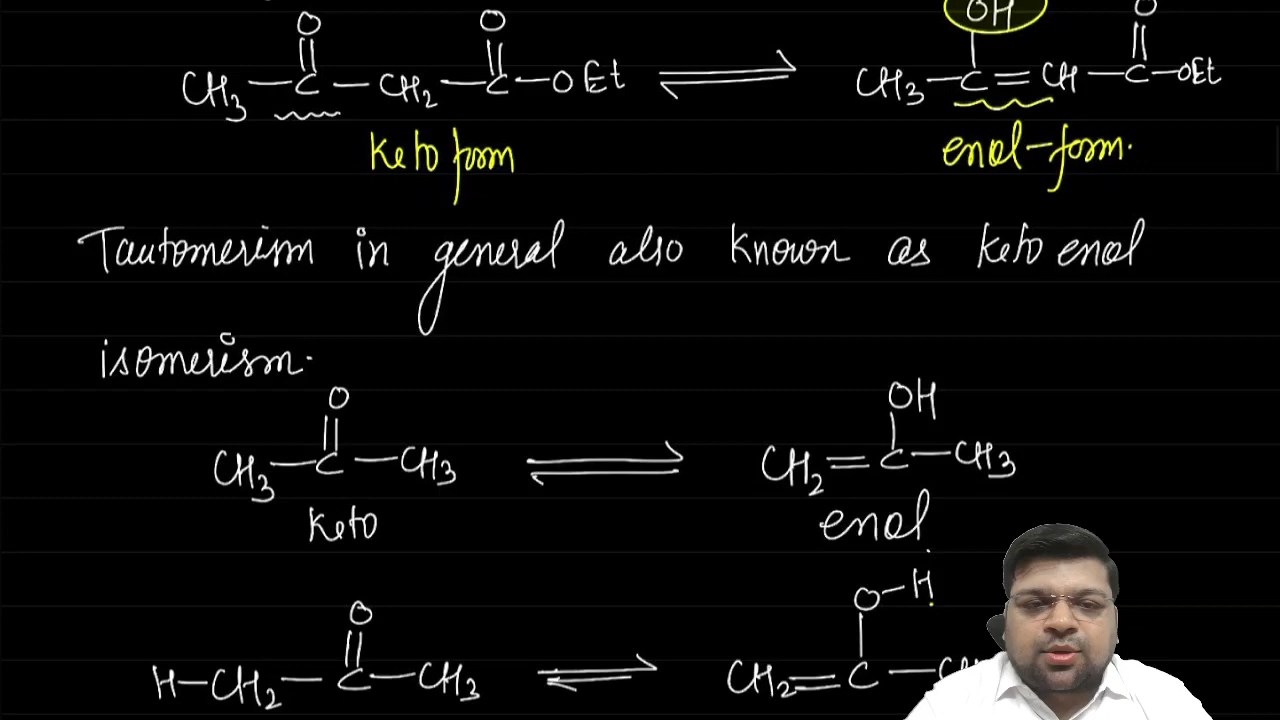 O O OH O
CH3 — C — CH2 — C — OEt ⇌ CH3 — C = CH — C — OEt
Keto form enol-form.
Tautomerism in general also known as keto enol
isomerism.
O OH
CH3 — C — CH3 ⇌ CH2 = C — CH3
Keto enol
O O — H
H — CH2 — C — CH3 ⇌ CH2 = C —